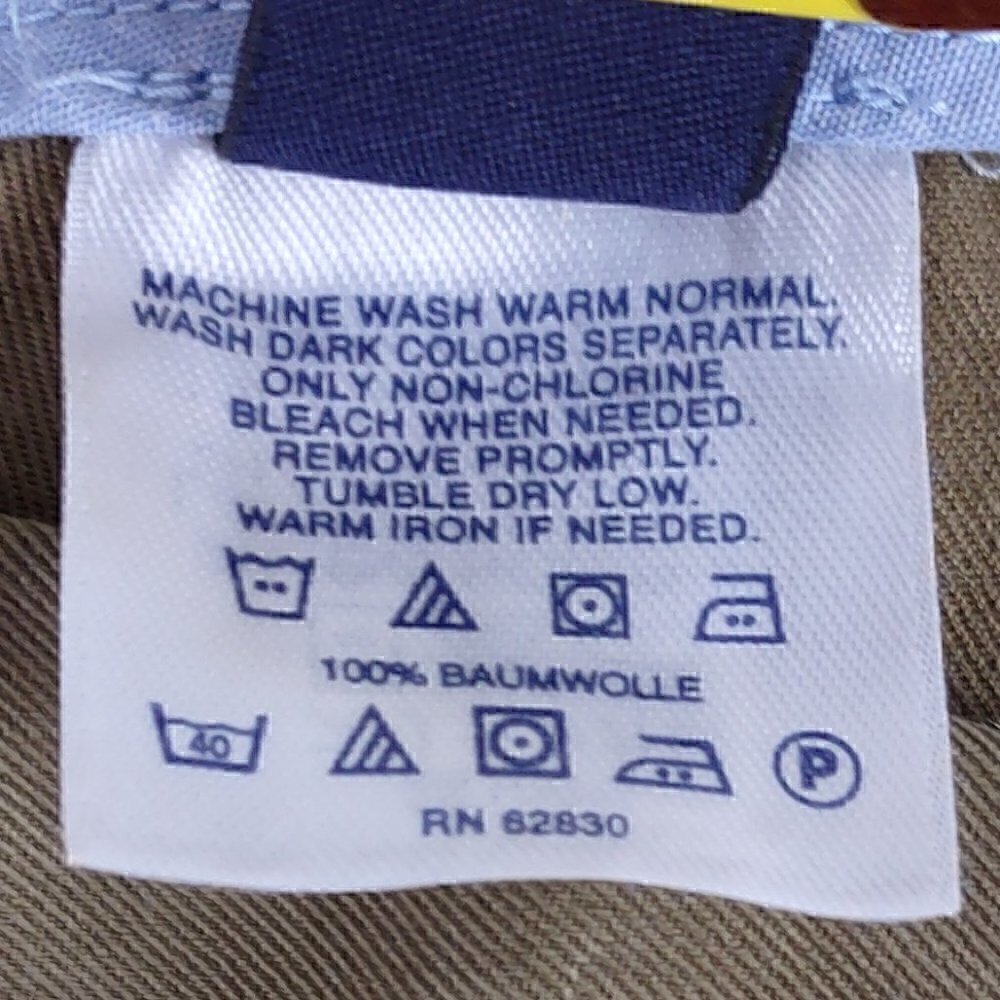 MACHINE WASH WARM NORMAL.
WASH DARK COLORS SEPARATELY.
ONLY NON-CHLORINE
BLEACH WHEN NEEDED.
REMOVE PROMPTLY.
TUMBLE DRY LOW.
WARM IRON IF NEEDED.
100% BAUMWOLLE
40 P
RN 62830